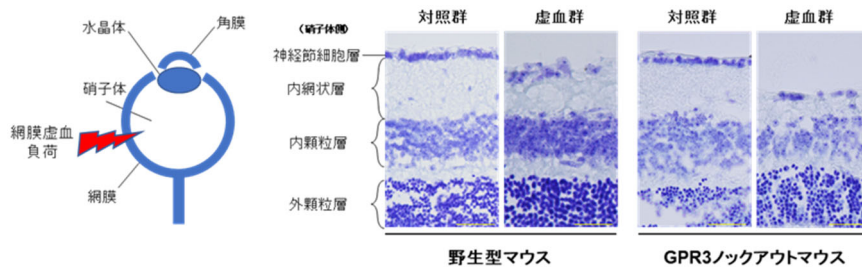 水晶体
角膜
硝子体
網膜虚血
負荷
網膜
(硝子体側)
神経節細胞層
内網状層
内顆粒層
外顆粒層
対照群
虚血群
対照群
虚血群
野生型マウス
GPR3ノックアウトマウス